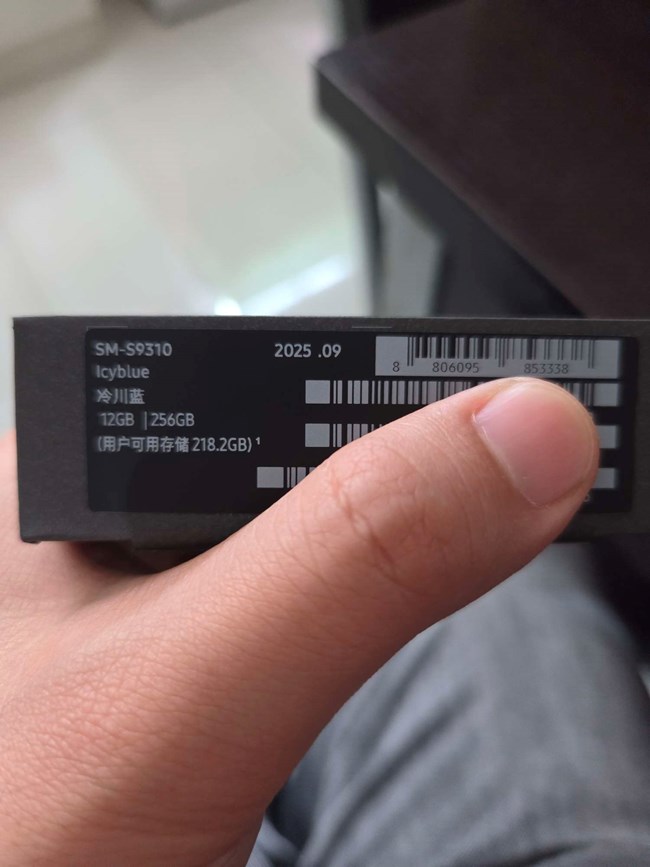 SM-S9310
2025 .09
Icyblue
冷川蓝
12GB | 256GB
(用户可用存储 218.2GB) ¹
8 806095 853338